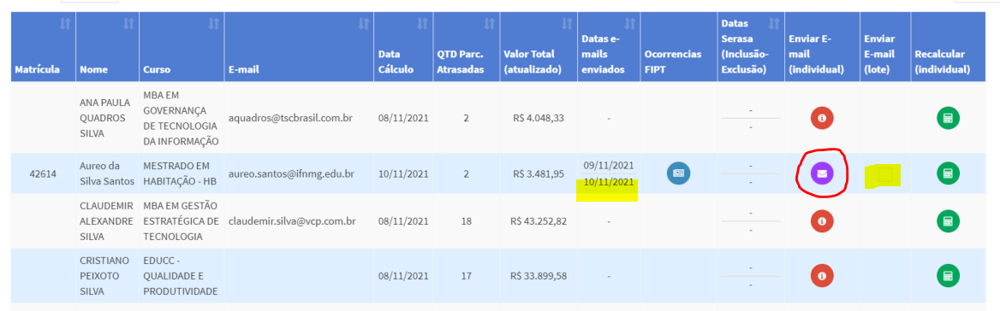 Matrícula
Nome
Curso
E-mail
Data
Cálculo
QTD Parc.
Atrasadas
Valor Total
(atualizado)
Datas e-
mails
enviados
Ocorrencias
FIPT
Datas
Serasa
(Inclusão-
Exclusão)
Enviar E-
mail
(individual)
Enviar
E-mail
(lote)
Recalcular
(individual)
ANA PAULA
QUADROS
SILVA
MBA EM
GOVERNANÇA
DE TECNOLOGIA
DA INFORMAÇÃO
aquadros@tscbrasil.com.br
08/11/2021
2
R$ 4.048,33
-
-
-
42614
Aureo da
Silva Santos
MESTRADO EM
HABITAÇÃO - HB
aureo.santos@ifnmg.edu.br
10/11/2021
2
R$ 3.481,95
09/11/2021
10/11/2021
-
-
CLAUDEMIR
ALEXANDRE
SILVA
MBA EM GESTÃO
ESTRATÉGICA DE
TECNOLOGIA
claudemir.silva@vcp.com.br
08/11/2021
18
R$ 43.252,82
-
-
-
CRISTIANO
PEIXOTO
SILVA
EDUCC -
QUALIDADE E
PRODUTIVIDADE
08/11/2021
17
R$ 33.899,58
-
-
-